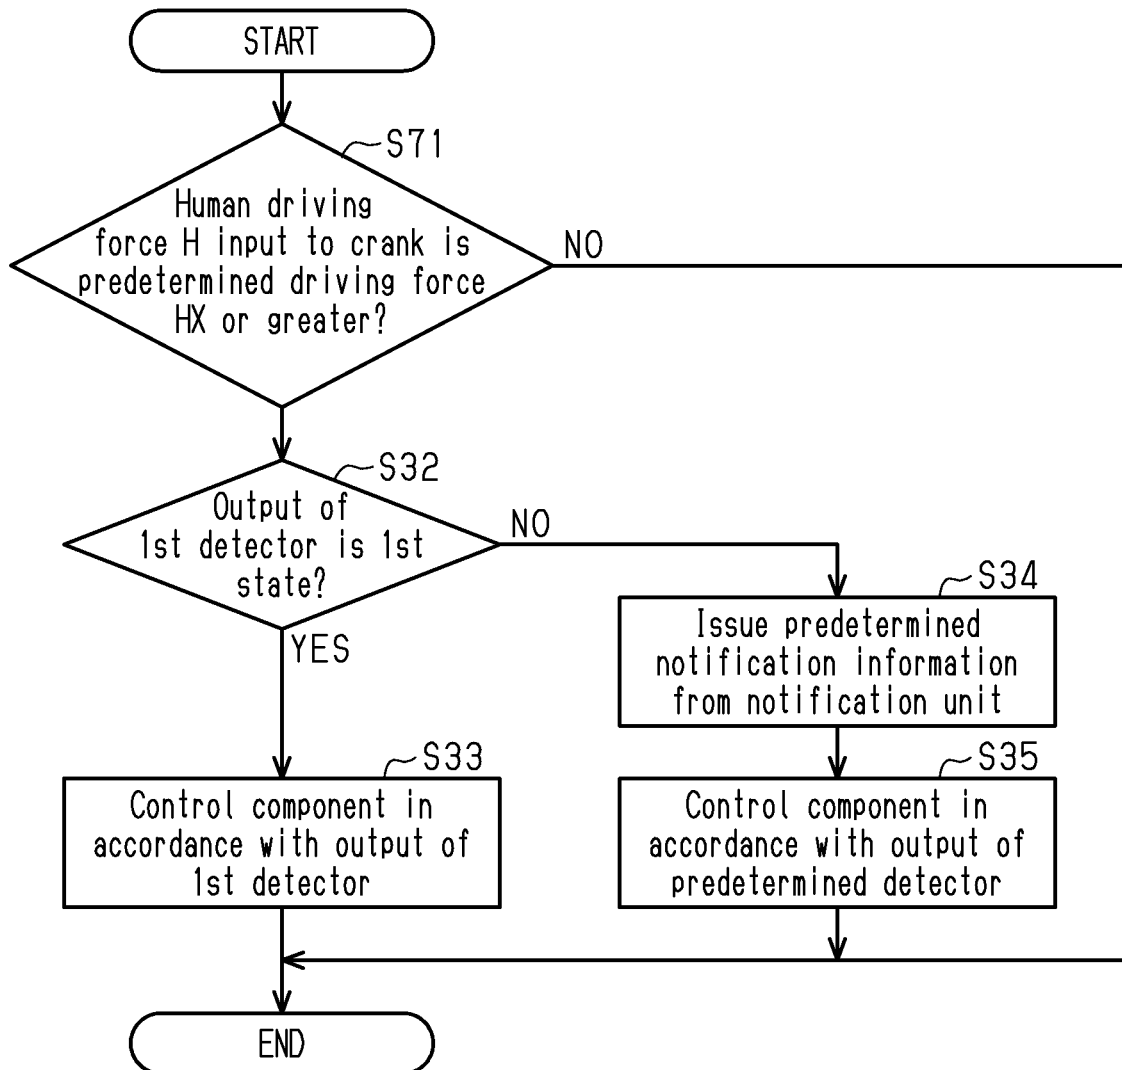 START
S71
Human driving
force H input to crank is
predetermined driving force
HX or greater?
NO
S32
Output of
1st detector is 1st
state?
NO
YES
S34
Issue predetermined
notification information
from notification unit
S33
Control component in
accordance with output of
1st detector
S35
Control component in
accordance with output of
predetermined detector
END